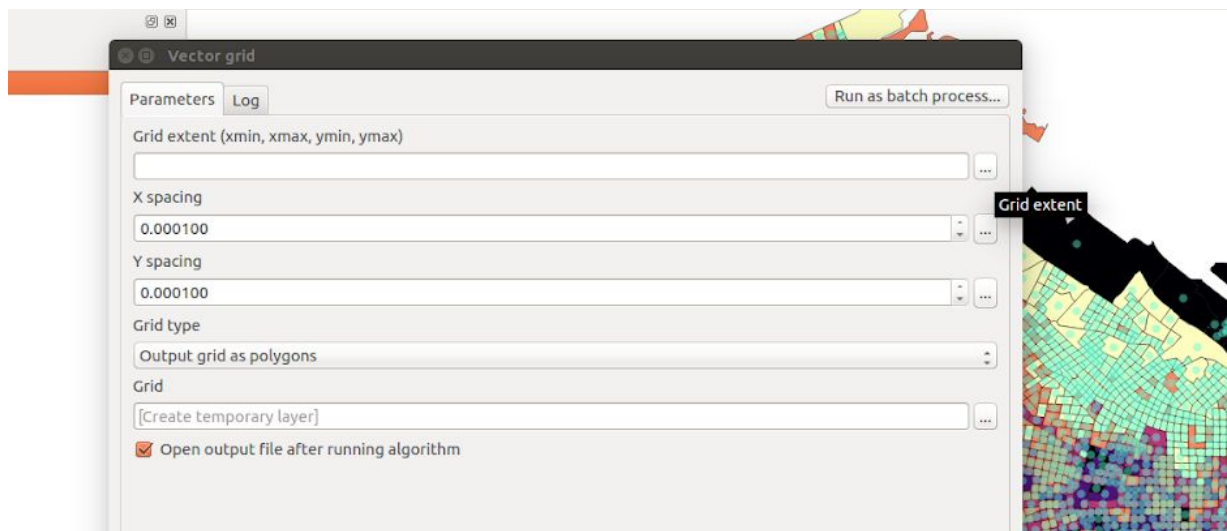 Vector grid
Parameters
Log
Run as batch process...
Grid extent (xmin, xmax, ymin, ymax)
...
X spacing
Grid extent
0.000100
...
Y spacing
0.000100
...
Grid type
Output grid as polygons
Grid
[Create temporary layer]
...
Open output file after running algorithm